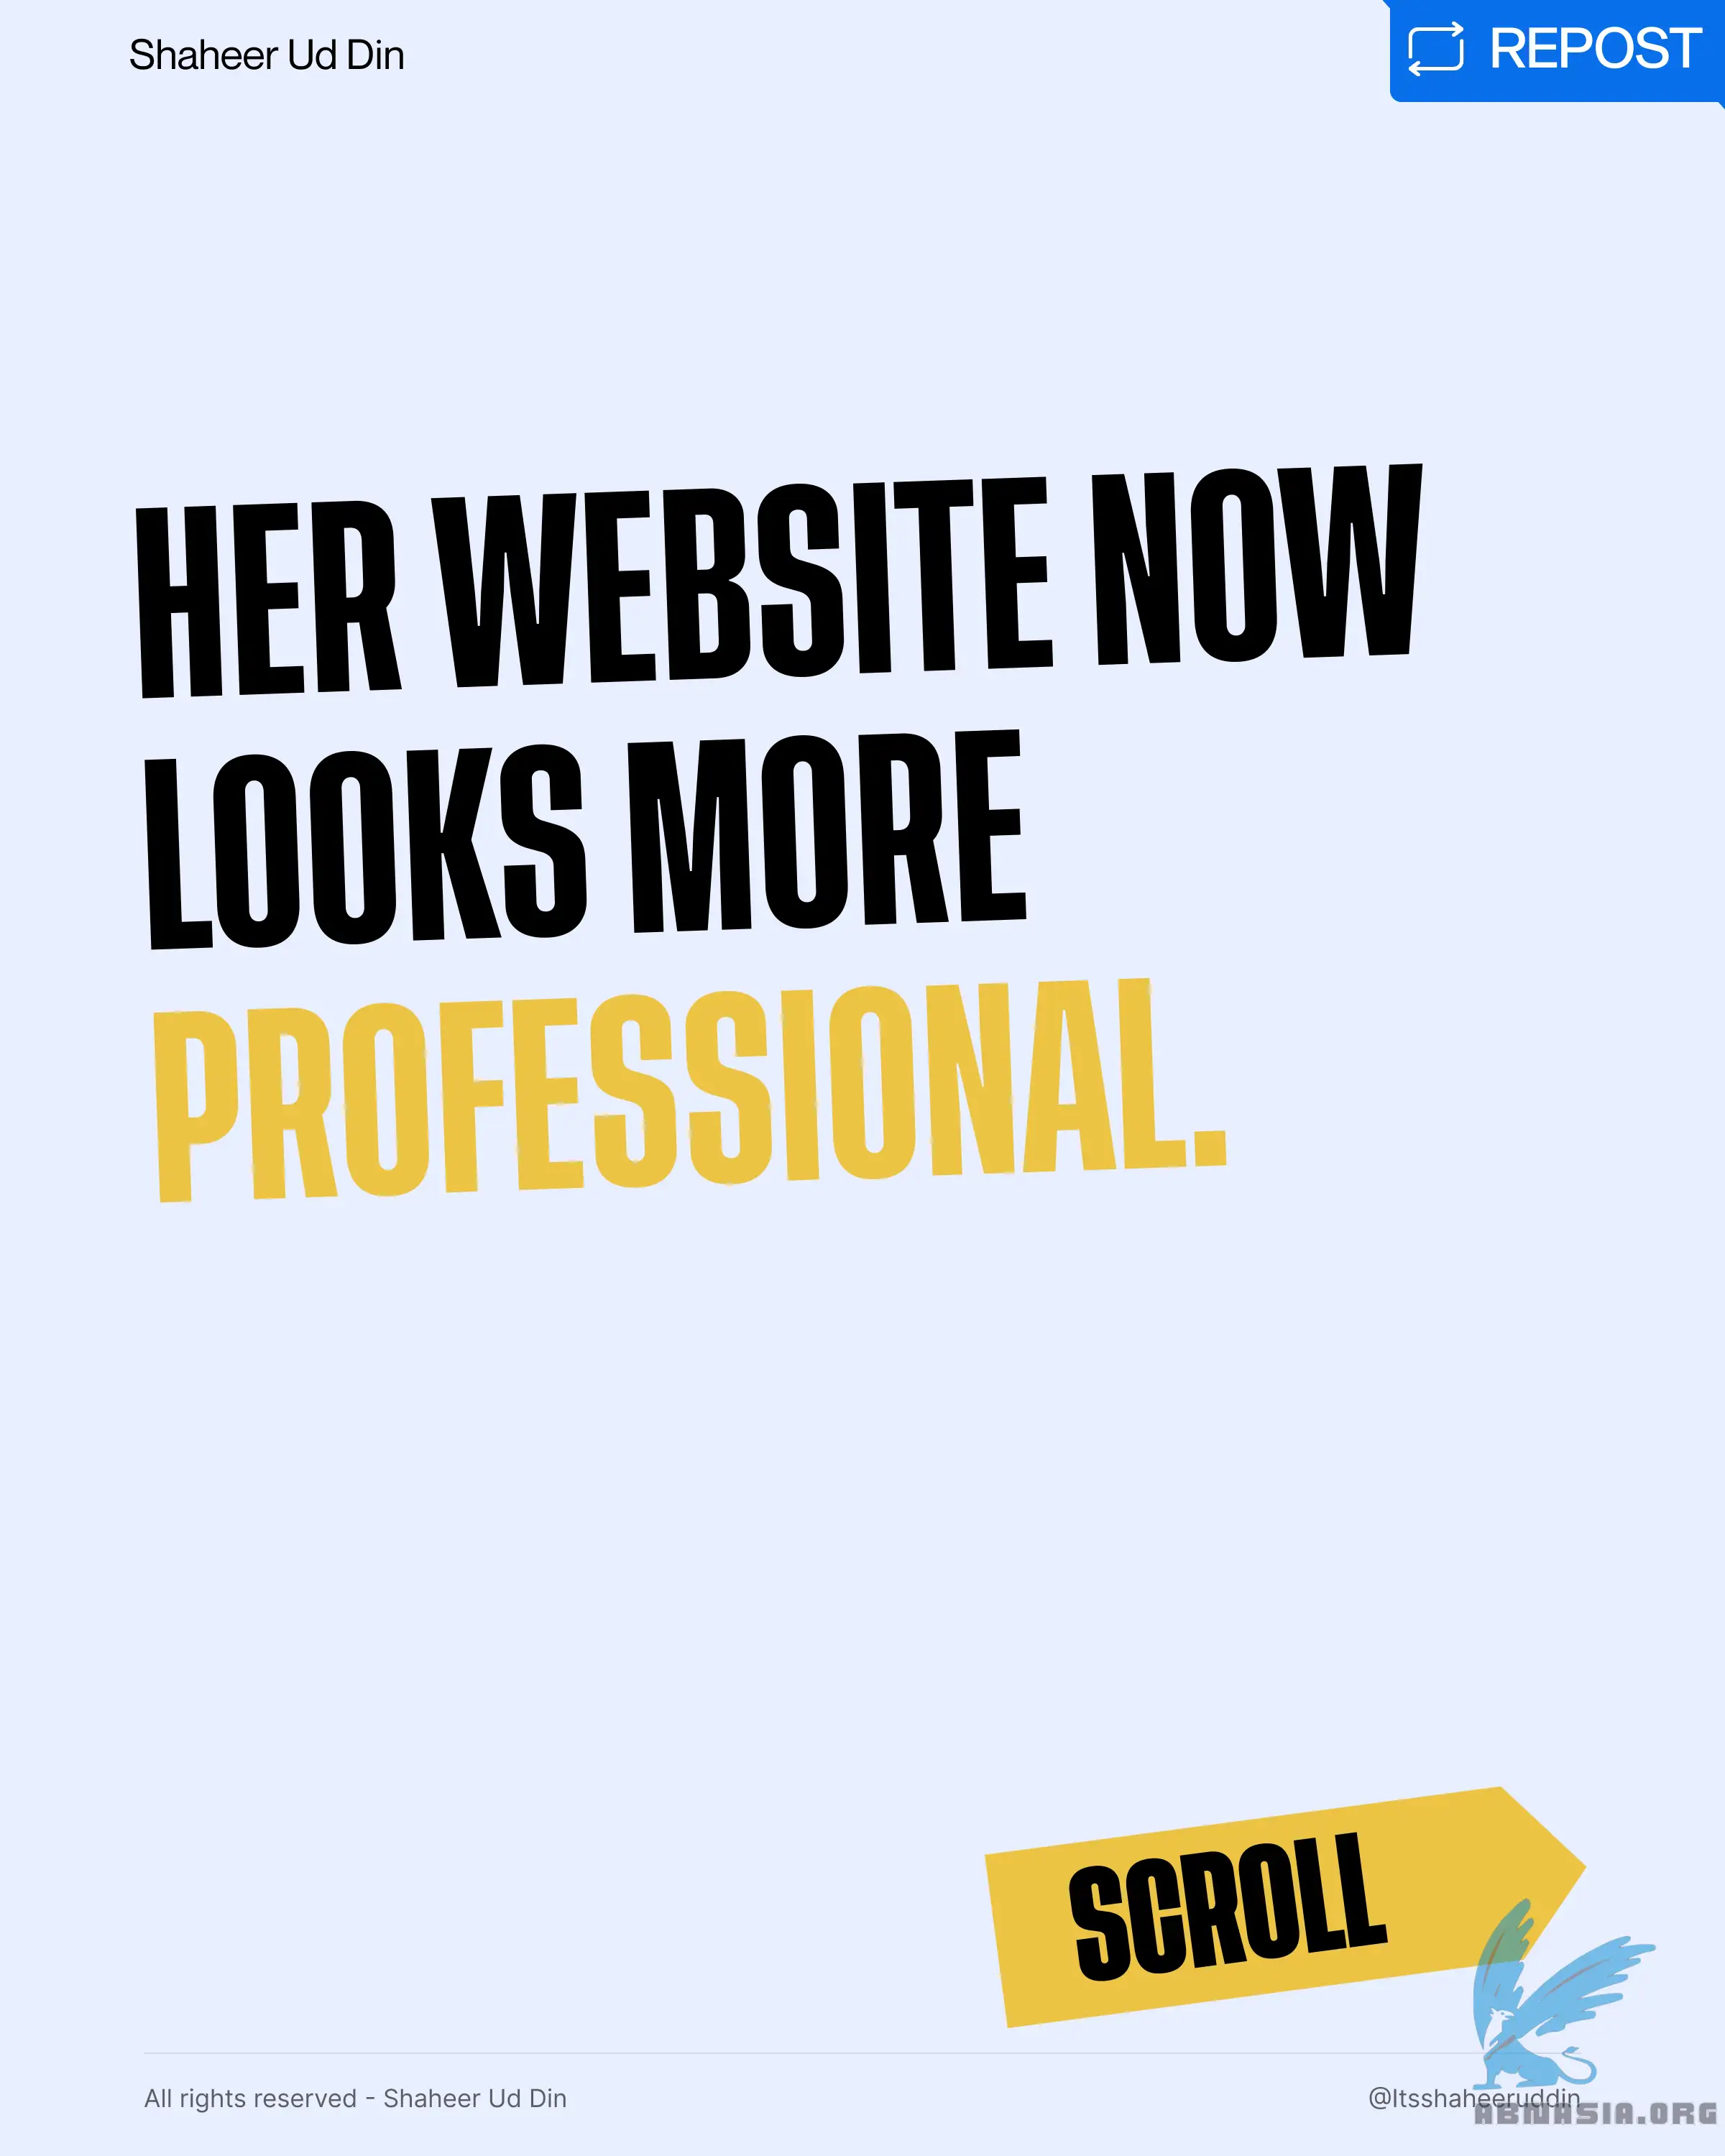 Shaheer Ud Din
REPOST
HER WEBSITE NOW
LOOKS MORE
PROFESSIONAL.
SCROLL
All rights reserved - Shaheer Ud Din
@Itsshaheeruddin
ABNASIA.ORG